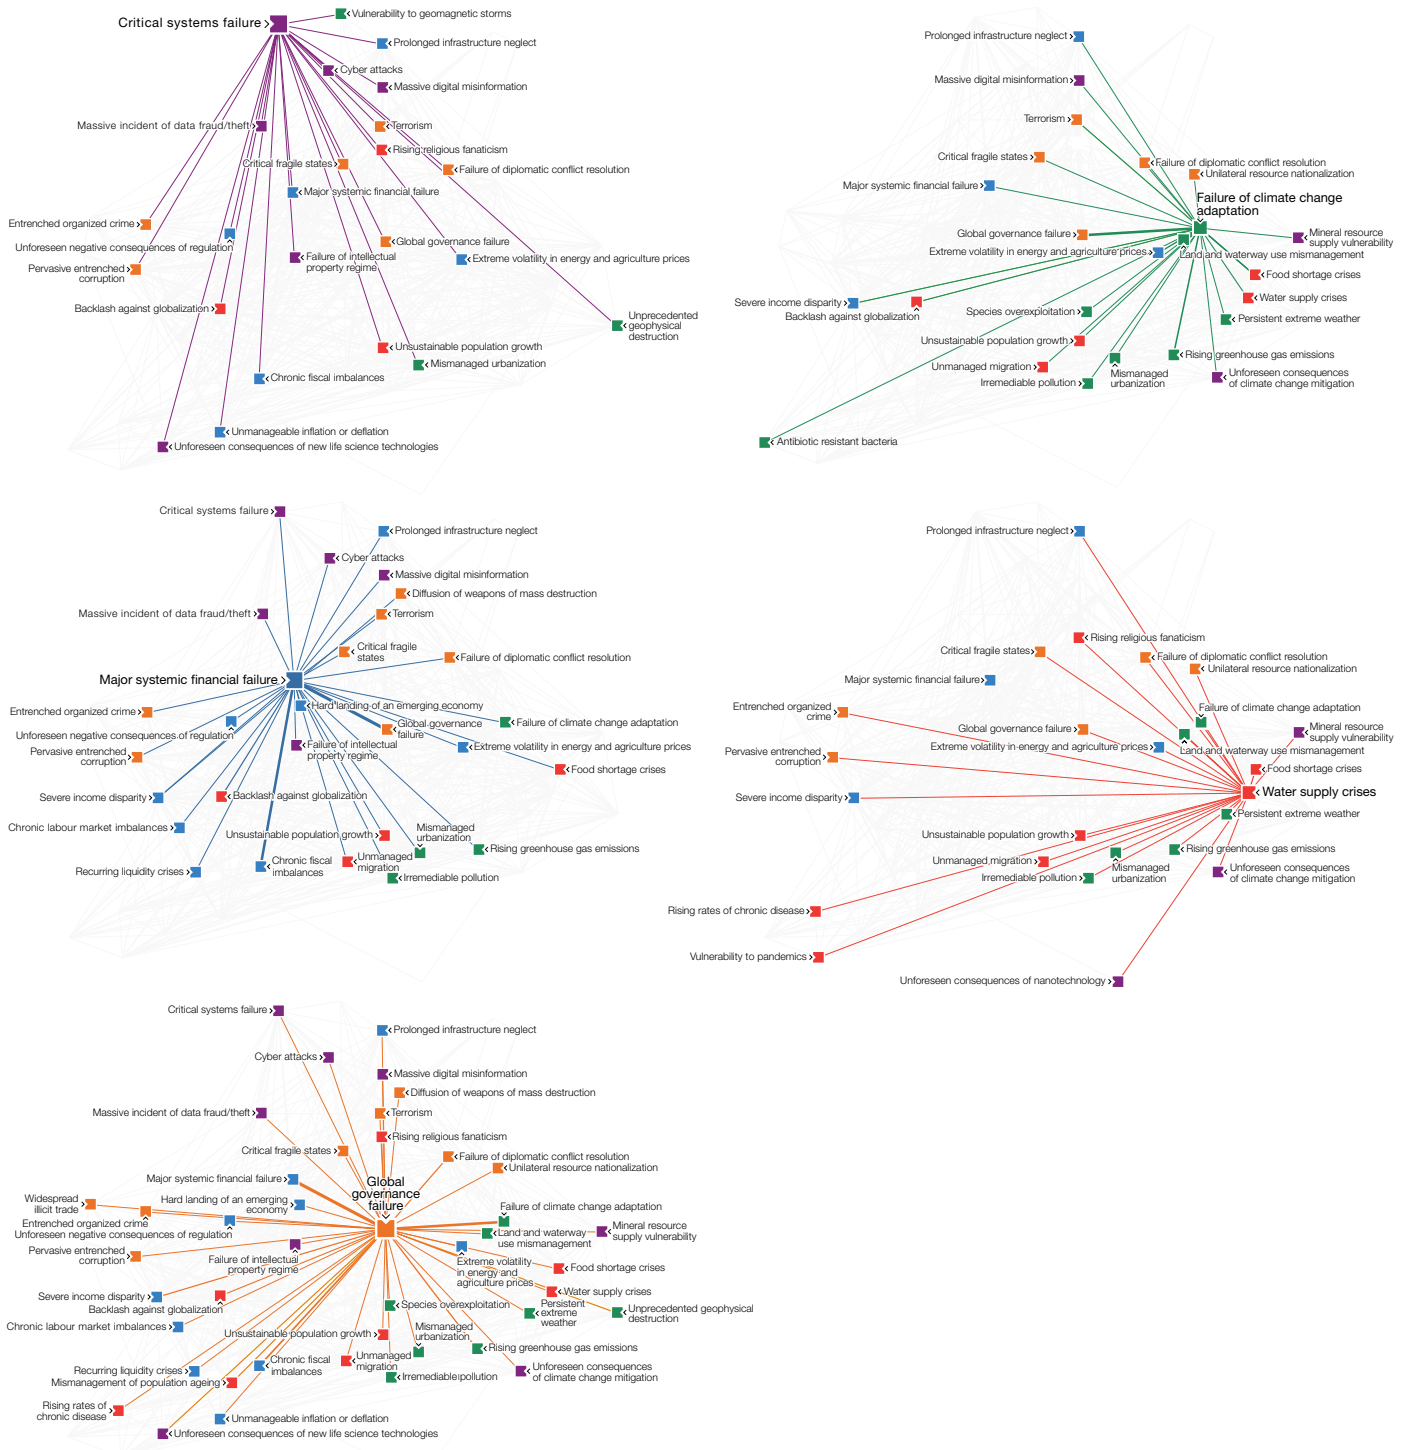 Critical systems failure
Vulnerability to geomagnetic storms
Prolonged infrastructure neglect
Cyber attacks
Massive digital misinformation
Massive incident of data fraud/theft
Terrorism
Rising religious fanaticism
Critical fragile states
Failure of diplomatic conflict resolution
Major systemic financial failure
Entrenched organized crime
Unforeseen negative consequences of regulation
Global governance failure
Failure of intellectual
property regime
Extreme volatility in energy and agriculture prices
Pervasive entrenched
corruption
Backlash against globalization
Unprecedented
geophysical
destruction
Unsustainable population growth
Mismanaged urbanization
Chronic fiscal imbalances
Unmanageable inflation or deflation
Unforeseen consequences of new life science technologies
Prolonged infrastructure neglect
Massive digital misinformation
Terrorism
Critical fragile states
Failure of diplomatic conflict resolution
Unilateral resource nationalization
Major systemic financial failure
Failure of climate change
adaptation
Global governance failure
Mineral resource
supply vulnerability
Extreme volatility in energy and agriculture prices
Land and waterway use mismanagement
Food shortage crises
Severe income disparity
Backlash against globalization
Water supply crises
Species overexploitation
Persistent extreme weather
Unsustainable population growth
Rising greenhouse gas emissions
Unmanaged migration
Mismanaged
urbanization
Irremediable pollution
Unforeseen consequences
of climate change mitigation
Antibiotic resistant bacteria
Critical systems failure
Prolonged infrastructure neglect
Cyber attacks
Massive digital misinformation
Diffusion of weapons of mass destruction
Massive incident of data fraud/theft
Terrorism
Critical fragile
states
Failure of diplomatic conflict resolution
Major systemic financial failure
Hard landing of an emerging economy
Entrenched organized crime
Unforeseen negative consequences of regulation
Global governance
failure
Failure of climate change adaptation
Failure of intellectual
property regime
Extreme volatility in energy and agriculture prices
Pervasive entrenched
corruption
Food shortage crises
Severe income disparity
Backlash against globalization
Chronic labour market imbalances
Unsustainable population growth
Mismanaged
urbanization
Rising greenhouse gas emissions
Recurring liquidity crises
Chronic fiscal
imbalances
Unmanaged
migration
Irremediable pollution
Prolonged infrastructure neglect
Rising religious fanaticism
Critical fragile states
Failure of diplomatic conflict resolution
Unilateral resource nationalization
Major systemic financial failure
Entrenched organized
crime
Failure of climate change adaptation
Global governance failure
Mineral resource
supply vulnerability
Extreme volatility in energy and agriculture prices
Land and waterway use mismanagement
Pervasive entrenched
corruption
Food shortage crises
Severe income disparity
Water supply crises
Persistent extreme weather
Unsustainable population growth
Rising greenhouse gas emissions
Unmanaged migration
Mismanaged
urbanization
Irremediable pollution
Unforeseen consequences
of climate change mitigation
Rising rates of chronic disease
Vulnerability to pandemics
Unforeseen consequences of nanotechnology
Critical systems failure
Prolonged infrastructure neglect
Cyber attacks
Massive digital misinformation
Diffusion of weapons of mass destruction
Massive incident of data fraud/theft
Terrorism
Rising religious fanaticism
Critical fragile states
Failure of diplomatic conflict resolution
Unilateral resource nationalization
Major systemic financial failure
Global
governance
failure
Widespread
illicit trade
Hard landing of an emerging
economy
Entrenched organized crime
Unforeseen negative consequences of regulation
Failure of climate change adaptation
Land and waterway
use mismanagement
Mineral resource
supply vulnerability
Pervasive entrenched
corruption
Failure of intellectual
property regime
Extreme volatility
in energy and
agriculture prices
Food shortage crises
Severe income disparity
Backlash against globalization
Water supply crises
Species overexploitation
Persistent
extreme
weather
Unprecedented geophysical
destruction
Chronic labour market imbalances
Unsustainable population growth
Mismanaged
urbanization
Rising greenhouse gas emissions
Recurring liquidity crises
Chronic fiscal
imbalances
Unmanaged
migration
Irremediable pollution
Unforeseen consequences
of climate change mitigation
Mismanagement of population ageing
Rising rates of
chronic disease
Unmanageable inflation or deflation
Unforeseen consequences of new life science technologies